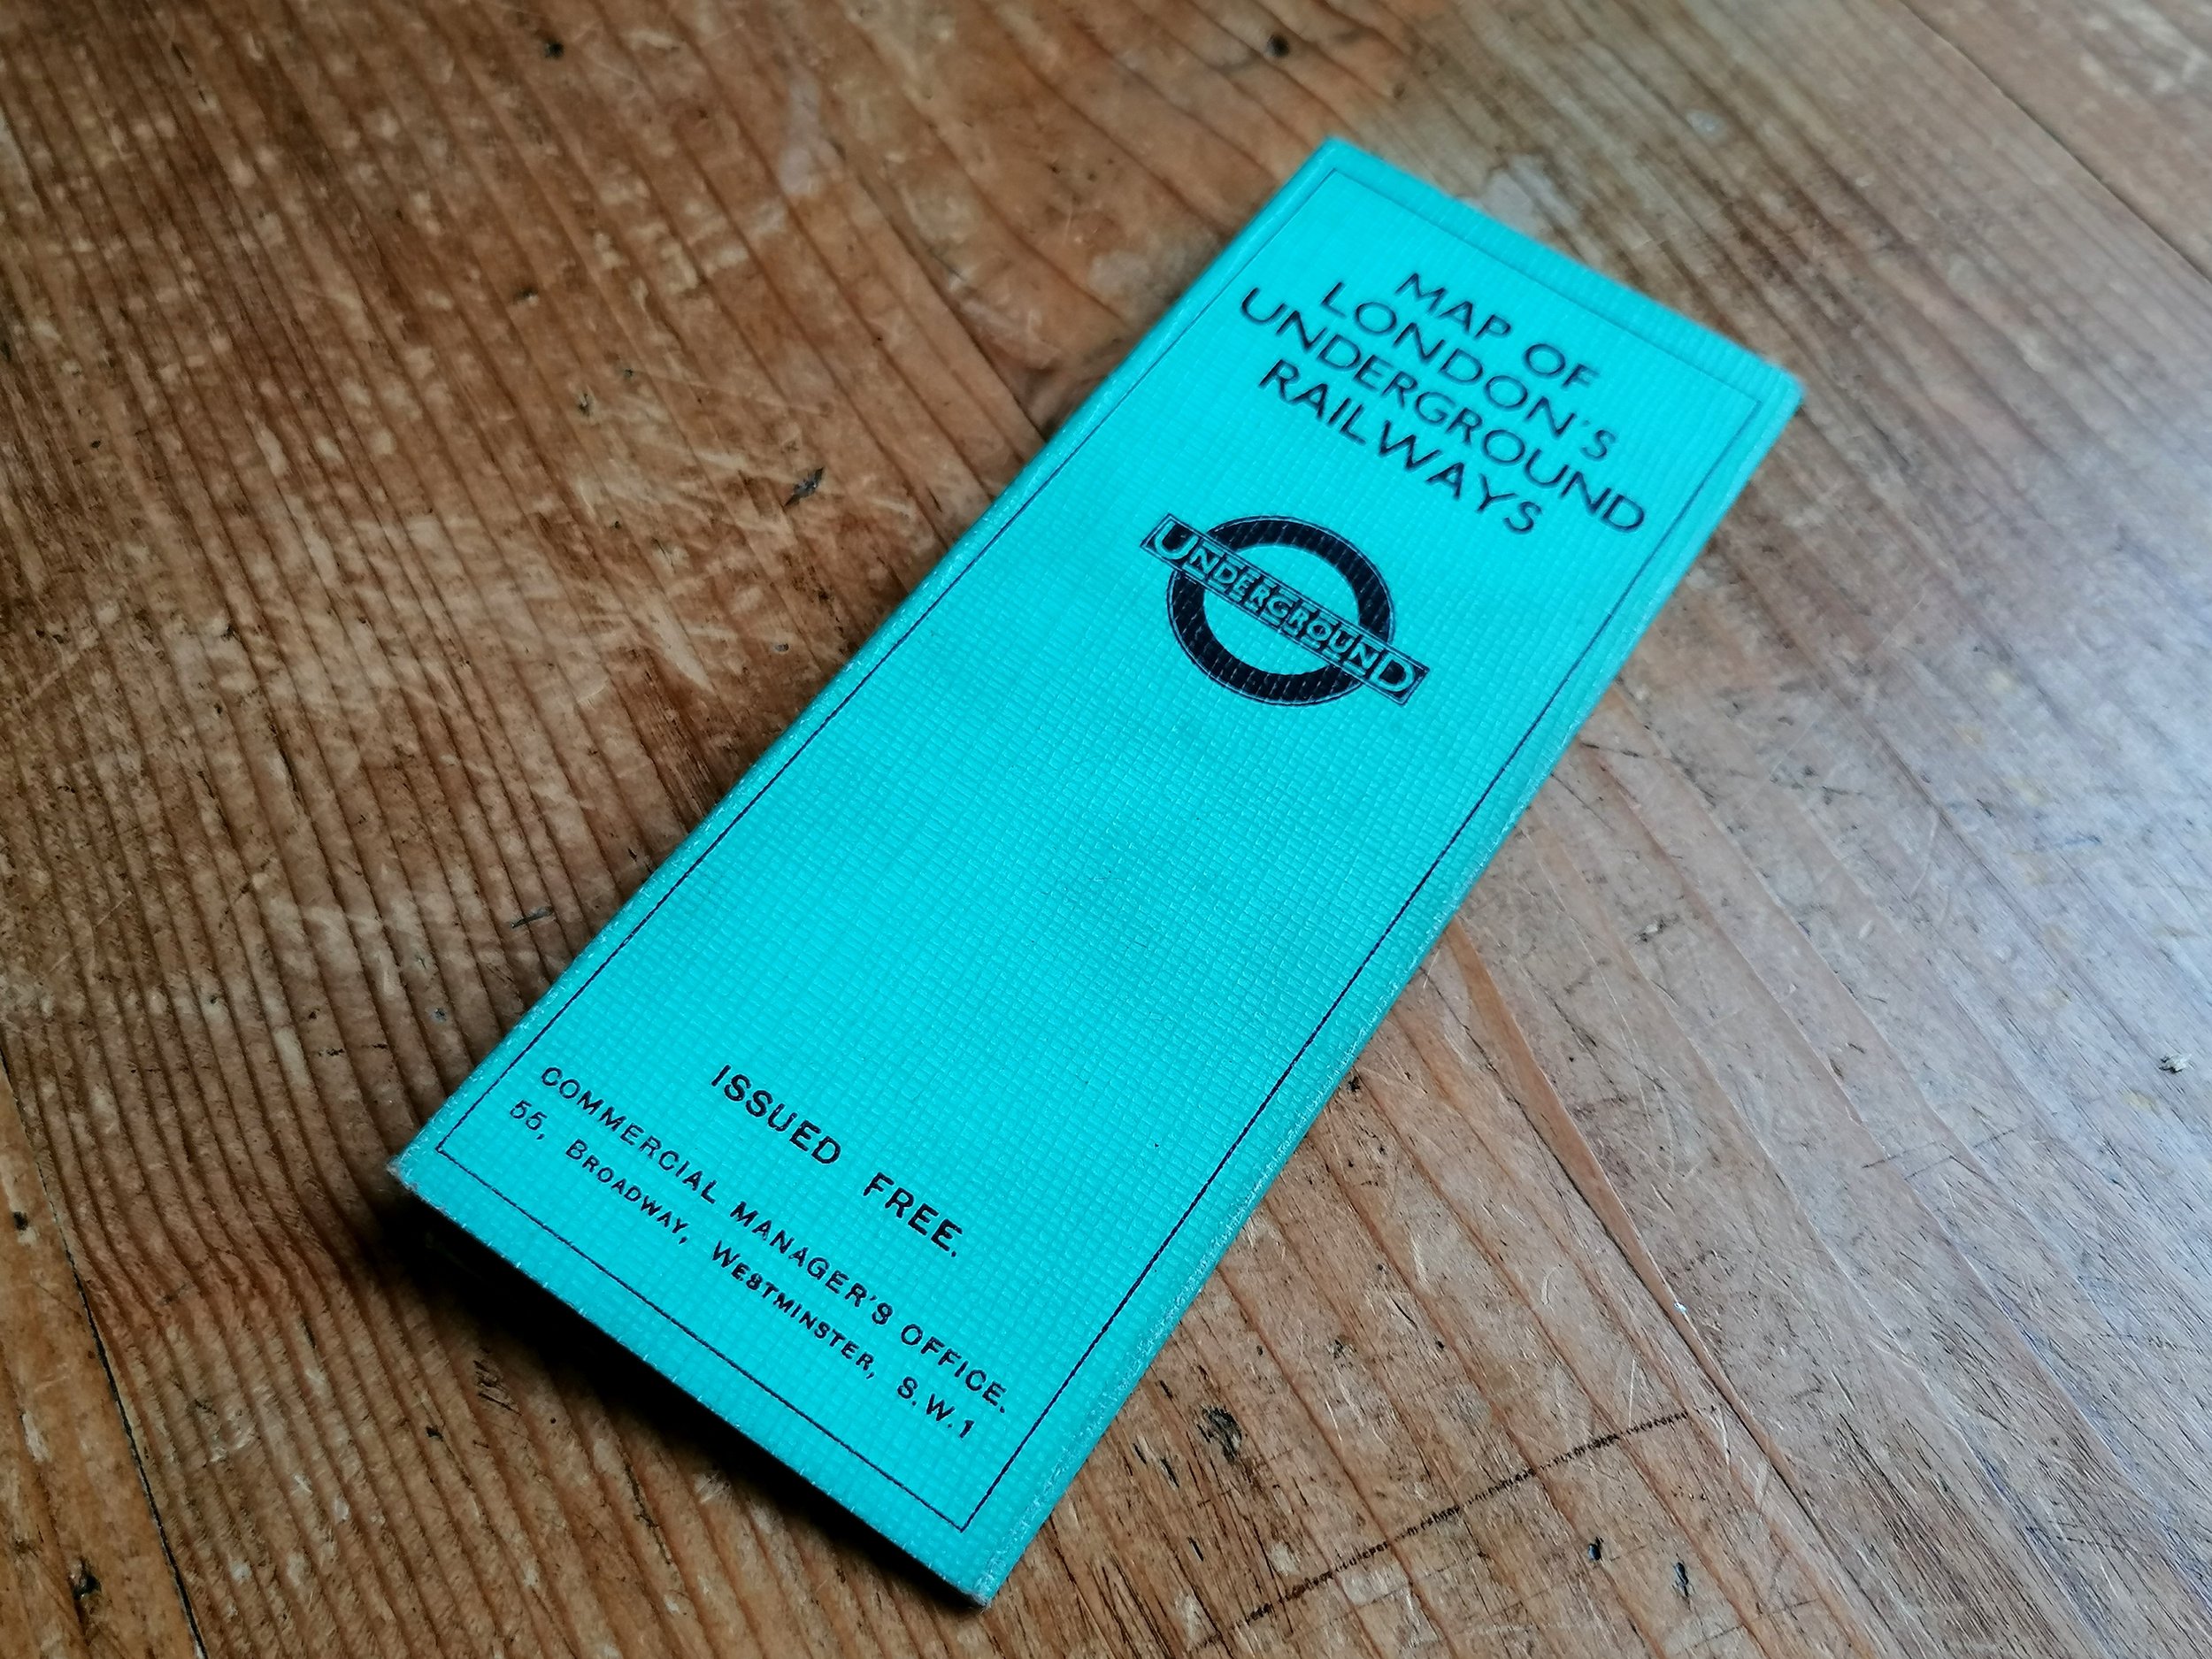 MAP OF
LONDON'S
UNDERGROUND
RAILWAYS
UNDERGROUND
ISSUED FREE.
COMMERCIAL MANAGER'S OFFICE.
55, BROADWAY, WESTMINSTER, S.W.1